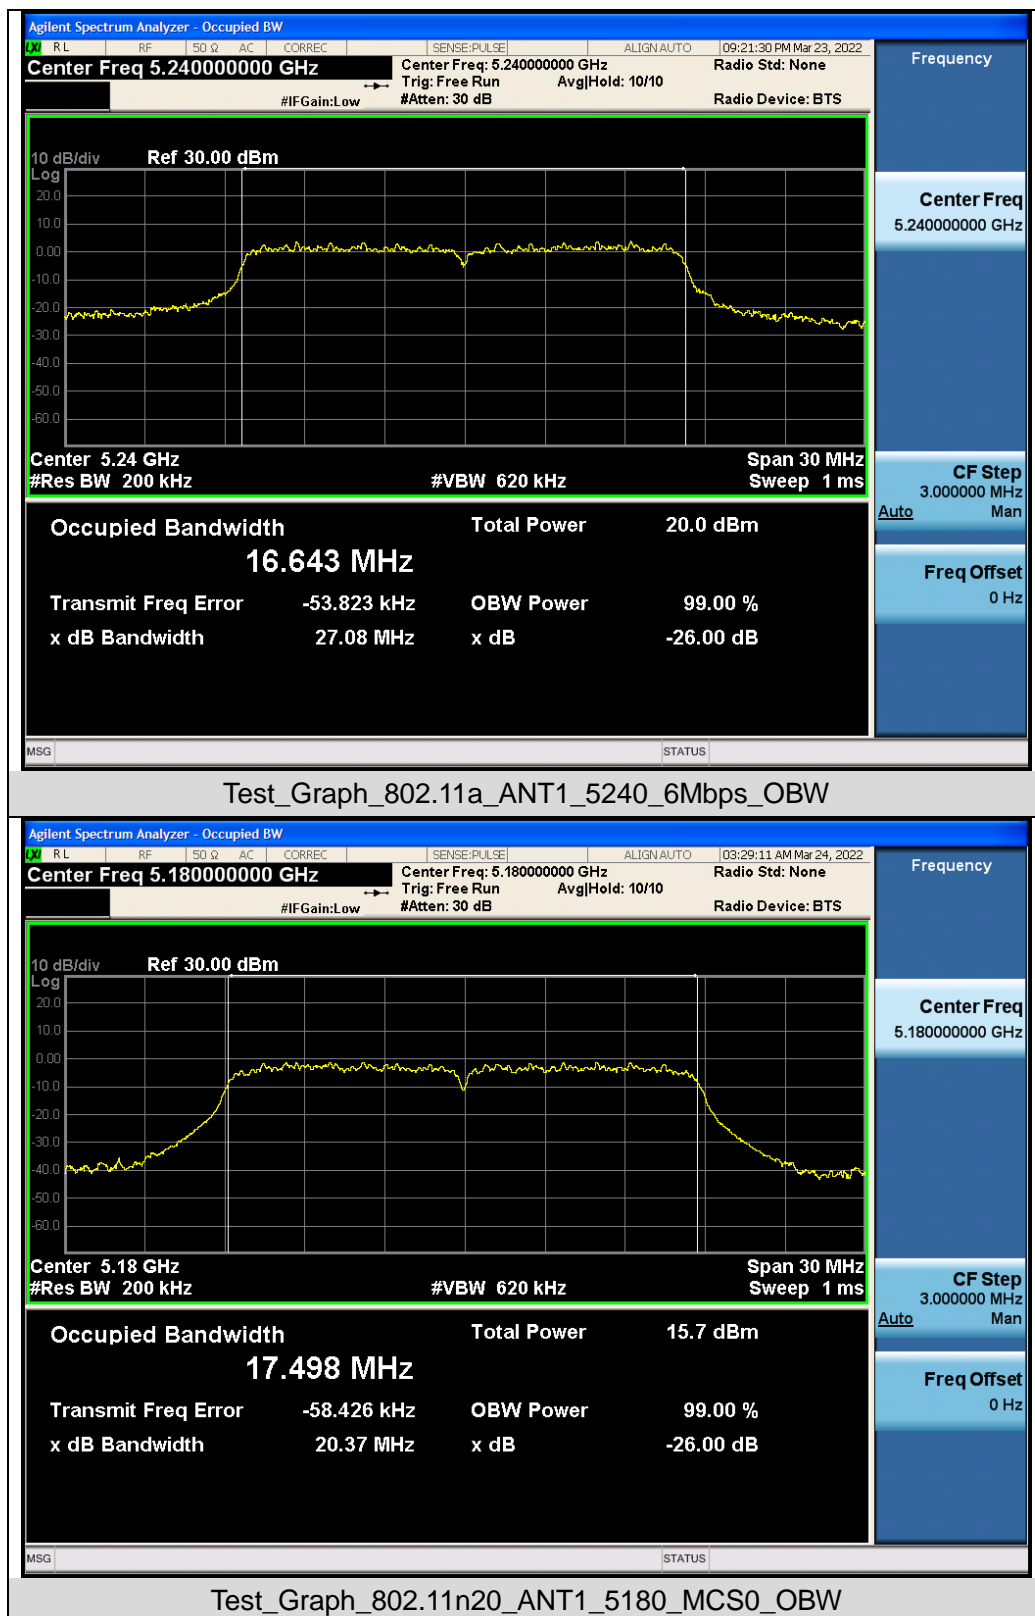 Agilent Spectrum Analyzer - Occupied BW
LXI RL RF 50 Ω AC CORREC SENSE:PULSE ALIGN AUTO 09:21:30 PM Mar 23, 2022
Center Freq 5.240000000 GHz
Center Freq: 5.240000000 GHz Radio Std: None
Trig: Free Run Avg|Hold: 10/10
#IFGain:Low #Atten: 30 dB Radio Device: BTS
Frequency
10 dB/div Ref 30.00 dBm
Log
20.0
10.0
0.00
-10.0
-20.0
-30.0
-40.0
-50.0
-60.0
Center 5.24 GHz Span 30 MHz
#Res BW 200 kHz #VBW 620 kHz Sweep 1 ms
Center Freq
5.240000000 GHz
CF Step
3.000000 MHz
Auto Man
Freq Offset
0 Hz
Occupied Bandwidth Total Power 20.0 dBm
16.643 MHz
Transmit Freq Error -53.823 kHz OBW Power 99.00 %
x dB Bandwidth 27.08 MHz x dB -26.00 dB
MSG STATUS
Test_Graph_802.11a_ANT1_5240_6Mbps_OBW
Agilent Spectrum Analyzer - Occupied BW
LXI RL RF 50 Ω AC CORREC SENSE:PULSE ALIGN AUTO 03:29:11 AM Mar 24, 2022
Center Freq 5.180000000 GHz
Center Freq: 5.180000000 GHz Radio Std: None
Trig: Free Run Avg|Hold: 10/10
#IFGain:Low #Atten: 30 dB Radio Device: BTS
Frequency
10 dB/div Ref 30.00 dBm
Log
20.0
10.0
0.00
-10.0
-20.0
-30.0
-40.0
-50.0
-60.0
Center 5.18 GHz Span 30 MHz
#Res BW 200 kHz #VBW 620 kHz Sweep 1 ms
Center Freq
5.180000000 GHz
CF Step
3.000000 MHz
Auto Man
Freq Offset
0 Hz
Occupied Bandwidth Total Power 15.7 dBm
17.498 MHz
Transmit Freq Error -58.426 kHz OBW Power 99.00 %
x dB Bandwidth 20.37 MHz x dB -26.00 dB
MSG STATUS
Test_Graph_802.11n20_ANT1_5180_MCS0_OBW